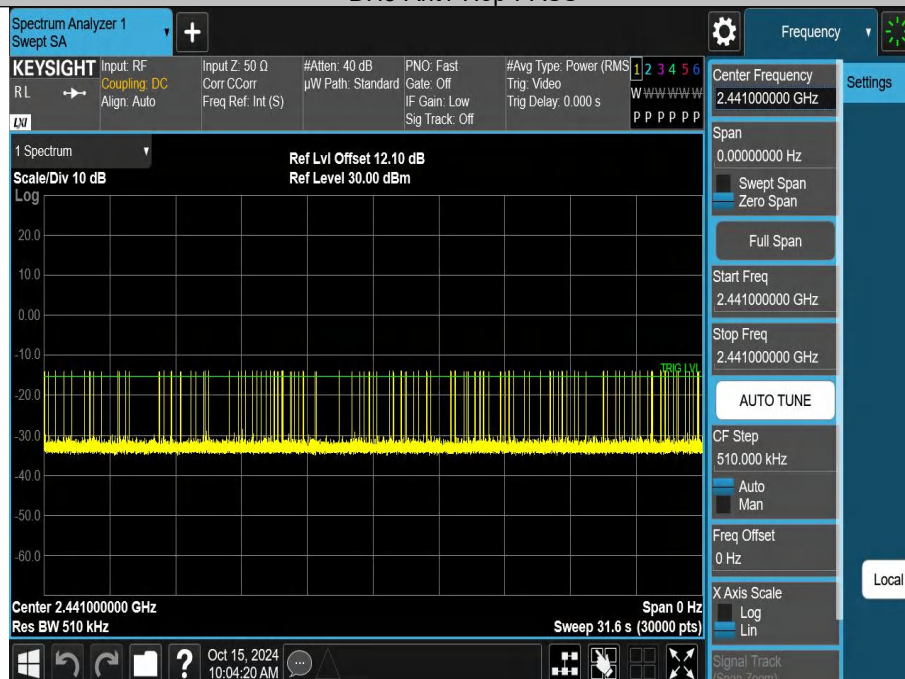 Spectrum Analyzer 1
Swept SA
Frequency
KEYSIGHT
RL
LXI
Input: RF
Coupling: DC
Align: Auto
Input Z: 50 Ω
Corr CCorr
Freq Ref: Int (S)
#Atten: 40 dB
µW Path: Standard
PNO: Fast
Gate: Off
IF Gain: Low
Sig Track: Off
#Avg Type: Power (RMS
Trig: Video
Trig Delay: 0.000 s
1 2 3 4 5 6
W W W W W W
P P P P P P
1 Spectrum
Scale/Div 10 dB
Log
Ref Lvl Offset 12.10 dB
Ref Level 30.00 dBm
20.0
10.0
0.00
-10.0
-20.0
-30.0
-40.0
-50.0
-60.0
TRIG LVL
Center 2.441000000 GHz
Res BW 510 kHz
Span 0 Hz
Sweep 31.6 s (30000 pts)
Center Frequency
2.441000000 GHz
Settings
Span
0.00000000 Hz
Swept Span
Zero Span
Full Span
Start Freq
2.441000000 GHz
Stop Freq
2.441000000 GHz
AUTO TUNE
CF Step
510.000 kHz
Auto
Man
Freq Offset
0 Hz
Local
X Axis Scale
Log
Lin
Signal Track
(Span Zoom)
?
Oct 15, 2024
10:04:20 AM